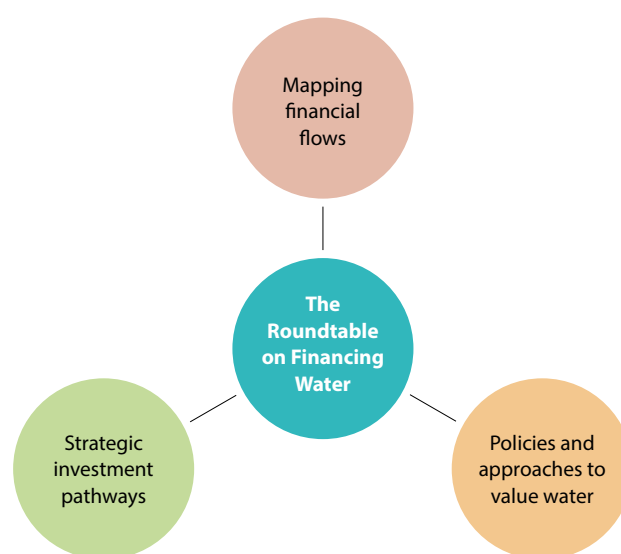 Mapping
financial
flows
The
Roundtable
on Financing
Water
Strategic
investment
pathways
Policies and
approaches to
value water